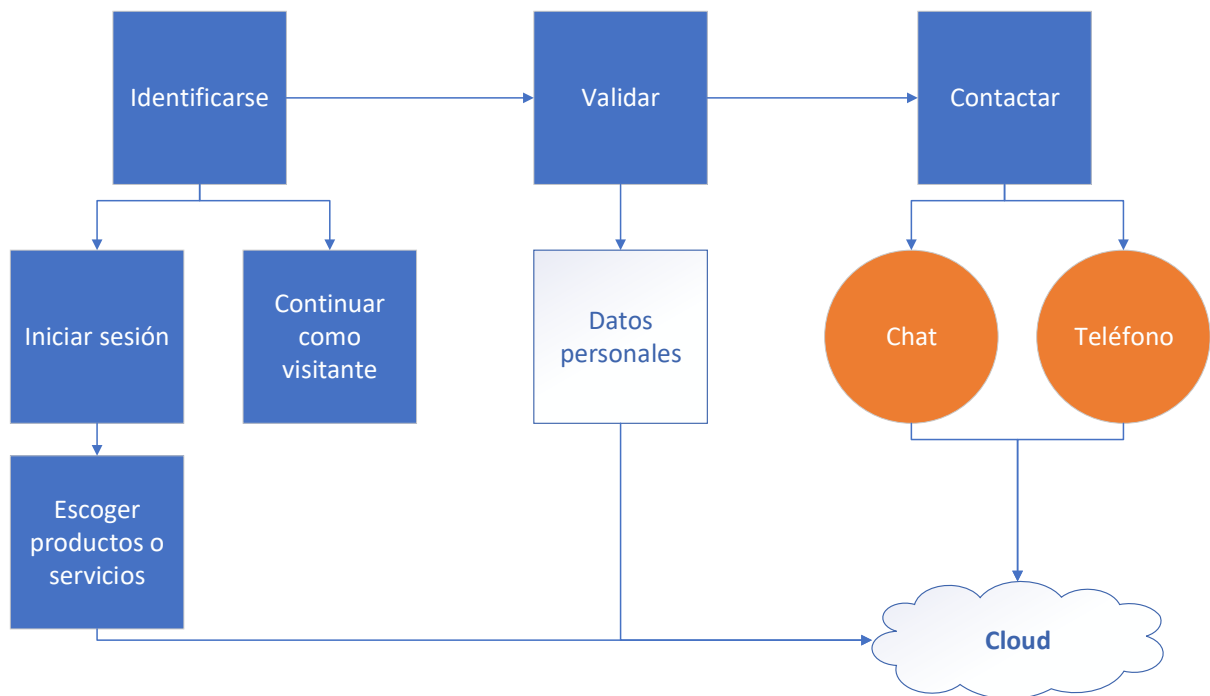 Identificarse
Validar
Contactar
Iniciar sesión
Continuar
como
visitante
Datos
personales
Chat
Teléfono
Escoger
productos o
servicios
Cloud